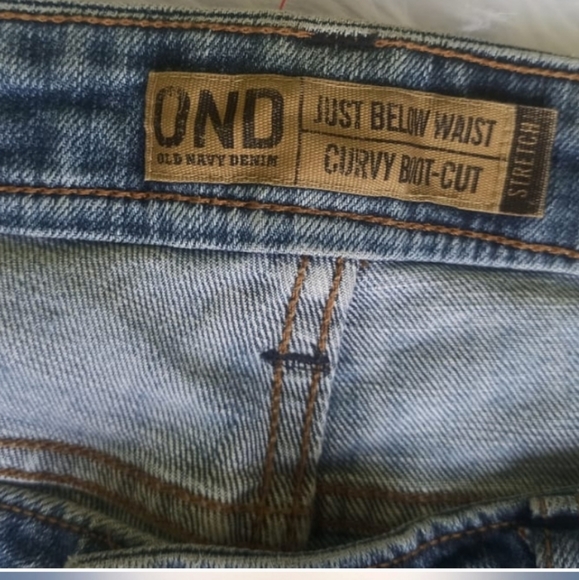 OND
OLD NAVY DENIM
JUST BELOW WAIST
CURVY BOOT-CUT
STRETCH